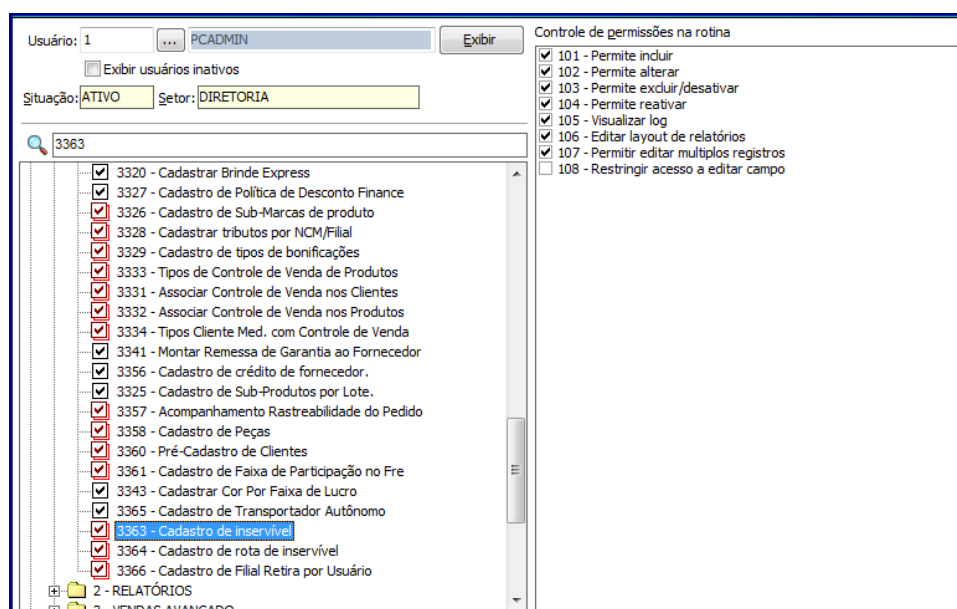 Usuário: 1 ... PCADMIN Exibir
Exibir usuários inativos
Situação: ATIVO Setor: DIRETORIA
3363
3320 - Cadastrar Brinde Express
3327 - Cadastro de Política de Desconto Finance
3326 - Cadastro de Sub-Marcas de produto
3328 - Cadastrar tributos por NCM/Filial
3329 - Cadastro de tipos de bonificações
3333 - Tipos de Controle de Venda de Produtos
3331 - Associar Controle de Venda nos Clientes
3332 - Associar Controle de Venda nos Produtos
3334 - Tipos Cliente Med. com Controle de Venda
3341 - Montar Remessa de Garantia ao Fornecedor
3356 - Cadastro de crédito de fornecedor.
3325 - Cadastro de Sub-Produtos por Lote.
3357 - Acompanhamento Rastreabilidade do Pedido
3358 - Cadastro de Peças
3360 - Pré-Cadastro de Clientes
3361 - Cadastro de Faixa de Participação no Fre
3343 - Cadastrar Cor Por Faixa de Lucro
3365 - Cadastro de Transportador Autônomo
3363 - Cadastro de inservível
3364 - Cadastro de rota de inservível
3366 - Cadastro de Filial Retira por Usuário
2 - RELATÓRIOS
3 - VENDAS AVANÇADO
Controle de permissões na rotina
101 - Permite incluir
102 - Permite alterar
103 - Permite excluir/desativar
104 - Permite reativar
105 - Visualizar log
106 - Editar layout de relatórios
107 - Permitir editar multiplos registros
108 - Restringir acesso a editar campo